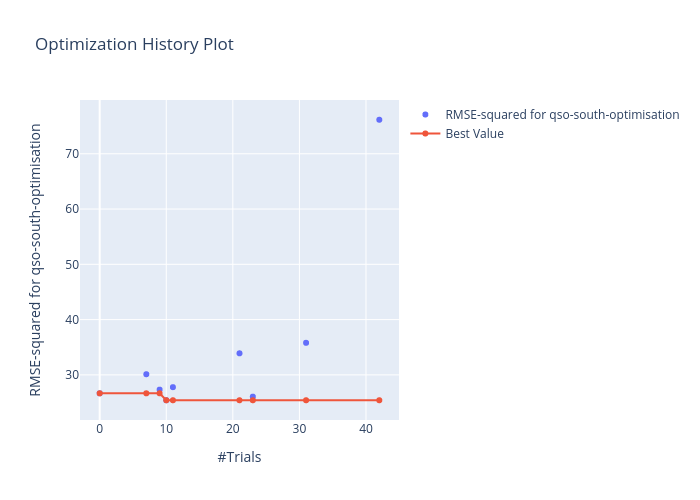 Optimization History Plot
RMSE-squared for qso-south-optimisation
Best Value
RMSE-squared for qso-south-optimisation
70
60
50
40
30
0 10 20 30 40
#Trials